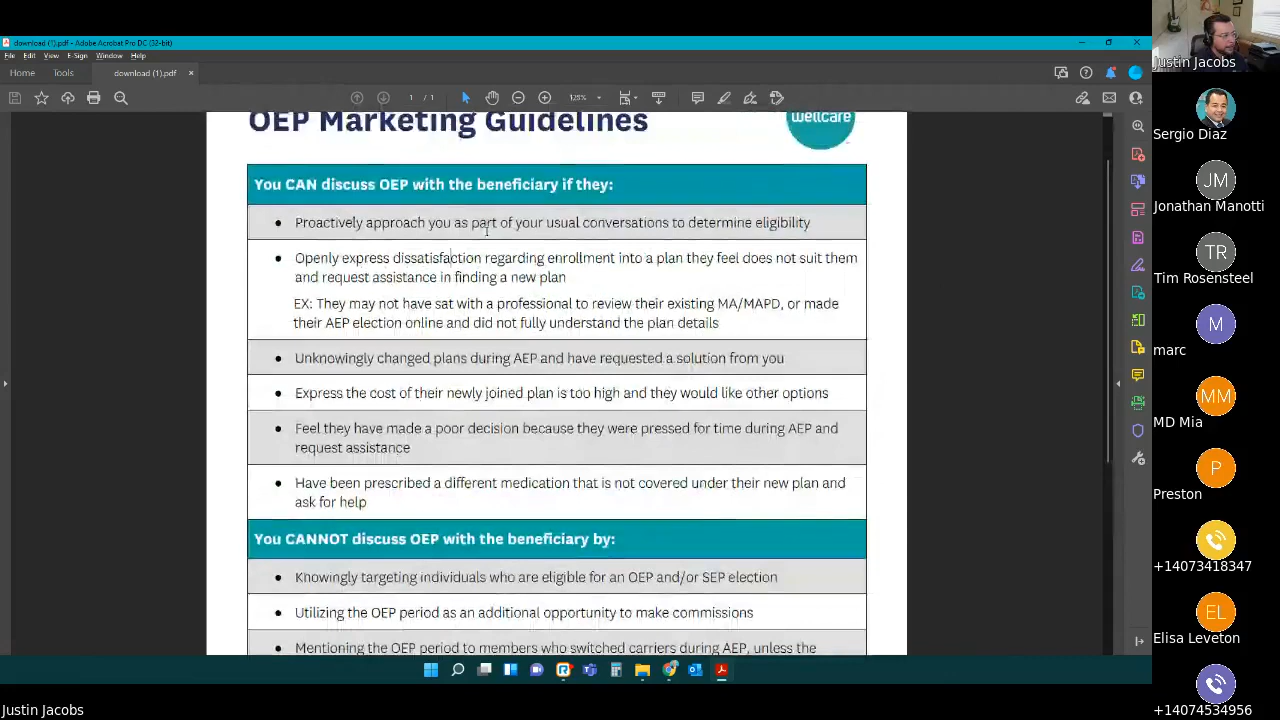 download (1).pdf - Adobe Acrobat Pro DC (32-bit)
File Edit View E-Sign Window Help
Home Tools download (1).pdf ×
1 / 1 125%
OEP Marketing Guidelines
wellcare
You CAN discuss OEP with the beneficiary if they:
• Proactively approach you as part of your usual conversations to determine eligibility
• Openly express dissatisfaction regarding enrollment into a plan they feel does not suit them
and request assistance in finding a new plan
EX: They may not have sat with a professional to review their existing MA/MAPD, or made
their AEP election online and did not fully understand the plan details
• Unknowingly changed plans during AEP and have requested a solution from you
• Express the cost of their newly joined plan is too high and they would like other options
• Feel they have made a poor decision because they were pressed for time during AEP and
request assistance
• Have been prescribed a different medication that is not covered under their new plan and
ask for help
You CANNOT discuss OEP with the beneficiary by:
• Knowingly targeting individuals who are eligible for an OEP and/or SEP election
• Utilizing the OEP period as an additional opportunity to make commissions
• Mentioning the OEP period to members who switched carriers during AEP, unless the
Justin Jacobs
Justin Jacobs
Sergio Diaz
JM
Jonathan Manotti
TR
Tim Rosensteel
M
marc
MM
MD Mia
P
Preston
+14073418347
EL
Elisa Leveton
+14074534956